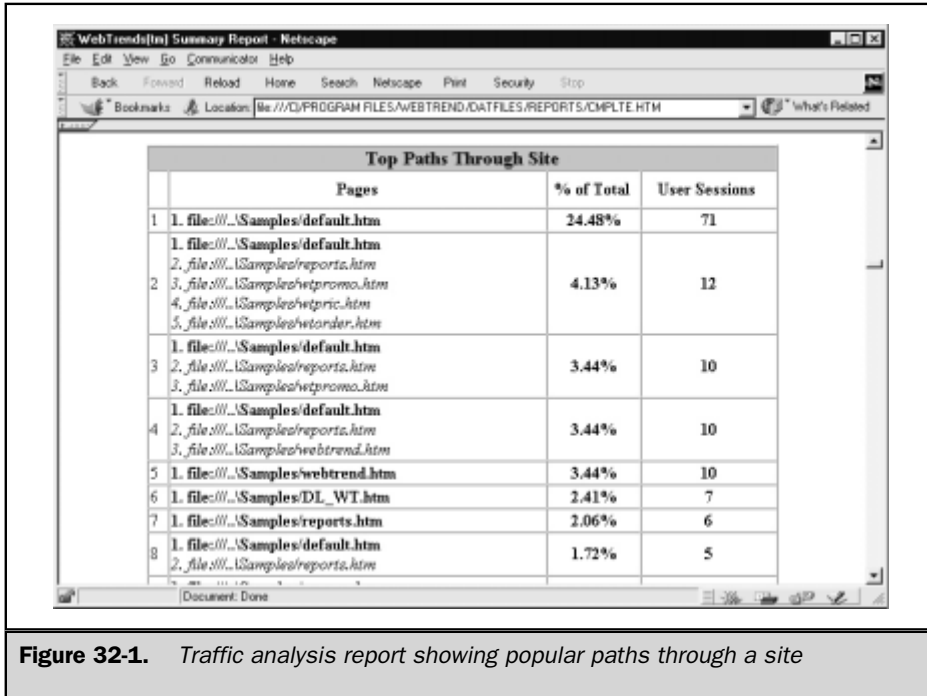 WebTrends[tm] Summary Report - Netscape
File Edit View Go Communicator Help
Back Forward Reload Home Search Netscape Print Security Stop
Bookmarks Location: file:///C|/PROGRAM FILES/WEBTREND/DATFILES/REPORTS/CMPLTE.HTM What's Related
Top Paths Through Site
Pages % of Total User Sessions
1 1. file:///..\Samples/default.htm 24.48% 71
1. file:///..\Samples/default.htm
2. file:///..\Samples/reports.htm
2 3. file:///..\Samples/wtpromo.htm 4.13% 12
4. file:///..\Samples/wtpric.htm
5. file:///..\Samples/wtorder.htm
1. file:///..\Samples/default.htm
3 2. file:///..\Samples/reports.htm 3.44% 10
3. file:///..\Samples/wtpromo.htm
1. file:///..\Samples/default.htm
4 2. file:///..\Samples/reports.htm 3.44% 10
3. file:///..\Samples/webtrend.htm
5 1. file:///..\Samples/webtrend.htm 3.44% 10
6 1. file:///..\Samples/DL_WT.htm 2.41% 7
7 1. file:///..\Samples/reports.htm 2.06% 6
8 1. file:///..\Samples/default.htm 1.72% 5
2. file:///..\Samples/reports.htm
Document: Done
Figure 32-1. Traffic analysis report showing popular paths through a site